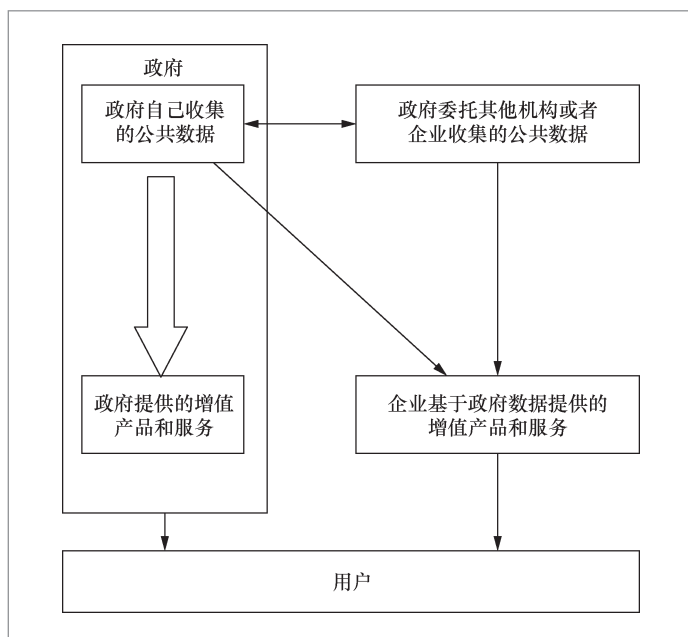 政府
政府自己收集
的公共数据
政府委托其他机构或者
企业收集的公共数据
政府提供的增值
产品和服务
企业基于政府数据提供的
增值产品和服务
用户